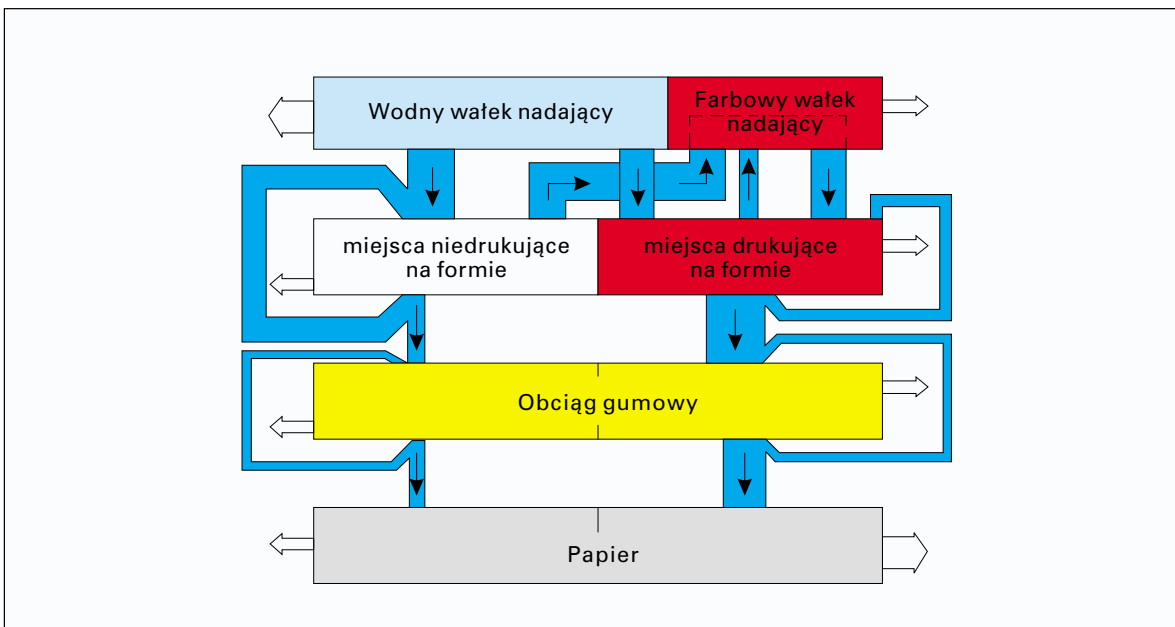 Wodny wałek nadający
Farbowy wałek
nadający
miejsca niedrukujące
na formie
miejsca drukujące
na formie
Obciąg gumowy
Papier